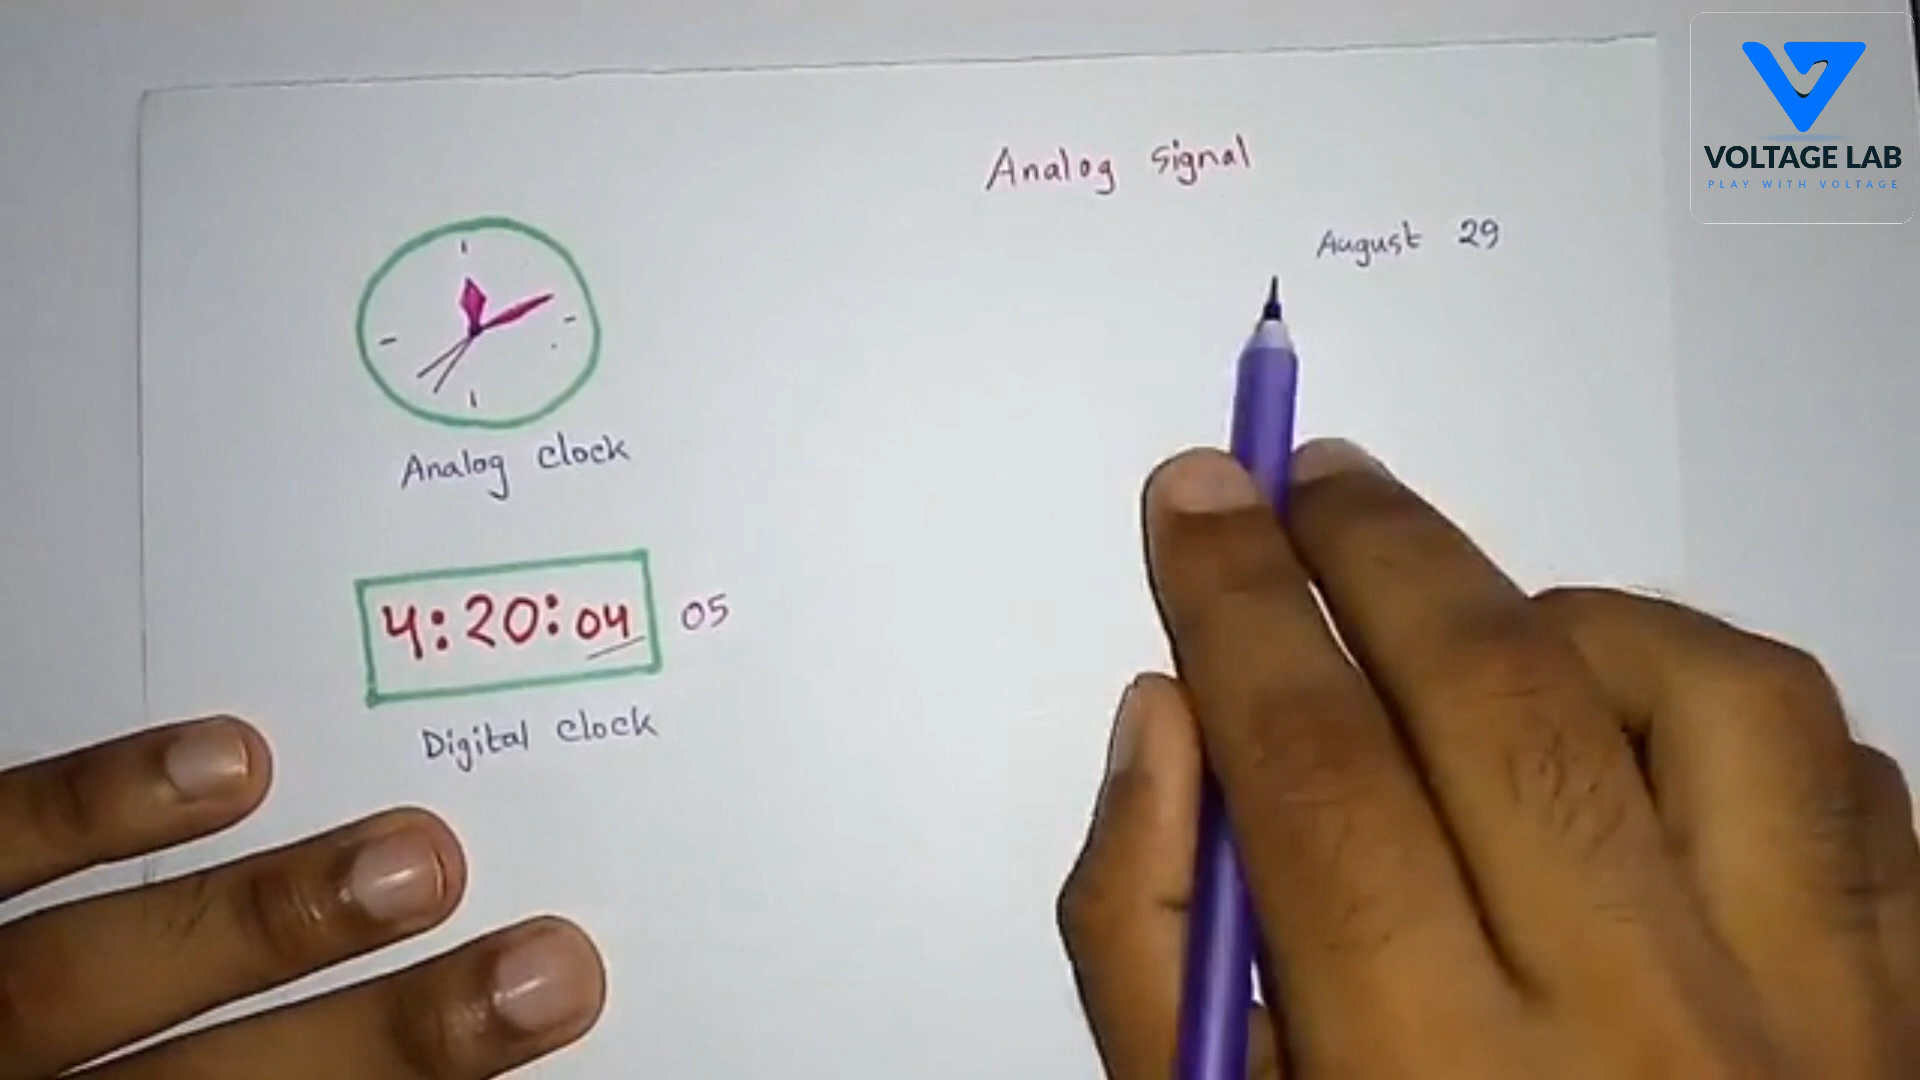 Analog signal
August 29
Analog clock
4:20:04 05
Digital clock
VOLTAGE LAB
PLAY WITH VOLTAGE